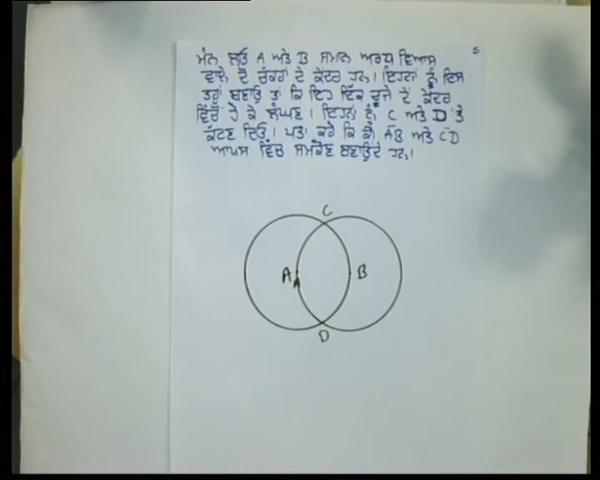 ਮੰਨ ਲਓ A ਅਤੇ B ਸਮਾਨ ਅਰਧ ਵਿਆਸ
ਵਾਲੇ ਦੋ ਚੱਕਰਾਂ ਦੇ ਕੇਂਦਰ ਹਨ। ਇਹਨਾਂ ਨੂੰ ਇਸ
ਤਰ੍ਹਾਂ ਬਣਾਉ ਤਾਂ ਕਿ ਇਹ ਇੱਕ ਦੂਜੇ ਦੇ ਕੇਂਦਰ
ਵਿੱਚੋਂ ਹੋ ਕੇ ਲੰਘਣ। ਇਹਨਾਂ ਨੂੰ C ਅਤੇ D ਤੇ
ਕੱਟਣ ਦਿਉ। ਪਤਾ ਕਰੋ ਕਿ ਕੀ AB ਅਤੇ CD
ਆਪਸ ਵਿੱਚ ਸਮਕੋਣ ਬਣਾਉਂਦੇ ਹਨ।
C
A B
A
D